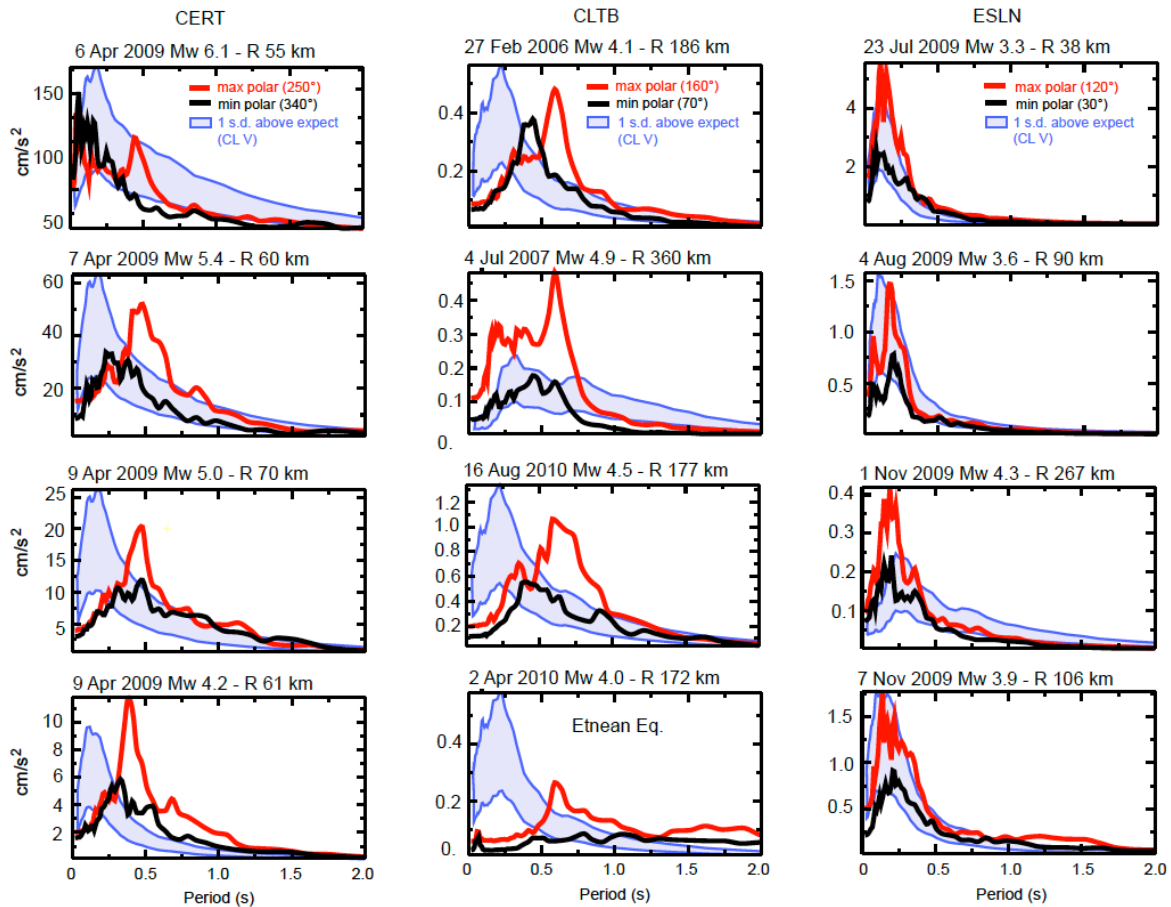 CERT
CLTB
ESLN
6 Apr 2009 Mw 6.1 - R 55 km
27 Feb 2006 Mw 4.1 - R 186 km
23 Jul 2009 Mw 3.3 - R 38 km
cm/s²
150
100
50
max polar (250°)
min polar (340°)
1 s.d. above expect
(CL V)
0.4
0.2
max polar (160°)
min polar (70°)
1 s.d. above expect
(CL V)
4
2
max polar (120°)
min polar (30°)
1 s.d. above expect
(CL V)
7 Apr 2009 Mw 5.4 - R 60 km
4 Jul 2007 Mw 4.9 - R 360 km
4 Aug 2009 Mw 3.6 - R 90 km
cm/s²
60
40
20
0.4
0.3
0.2
0.1
0.
1.5
1.0
0.5
9 Apr 2009 Mw 5.0 - R 70 km
16 Aug 2010 Mw 4.5 - R 177 km
1 Nov 2009 Mw 4.3 - R 267 km
cm/s²
25
20
15
10
5
1.2
1.0
0.8
0.6
0.4
0.2
0.4
0.3
0.2
0.1
9 Apr 2009 Mw 4.2 - R 61 km
2 Apr 2010 Mw 4.0 - R 172 km
7 Nov 2009 Mw 3.9 - R 106 km
cm/s²
10
8
6
4
2
0.4
0.2
0.
Etnean Eq.
1.5
1.0
0.5
0.0 0.5 1.0 1.5 2.0
0.0 0.5 1.0 1.5 2.0
0.0 0.5 1.0 1.5 2.0
Period (s)
Period (s)
Period (s)